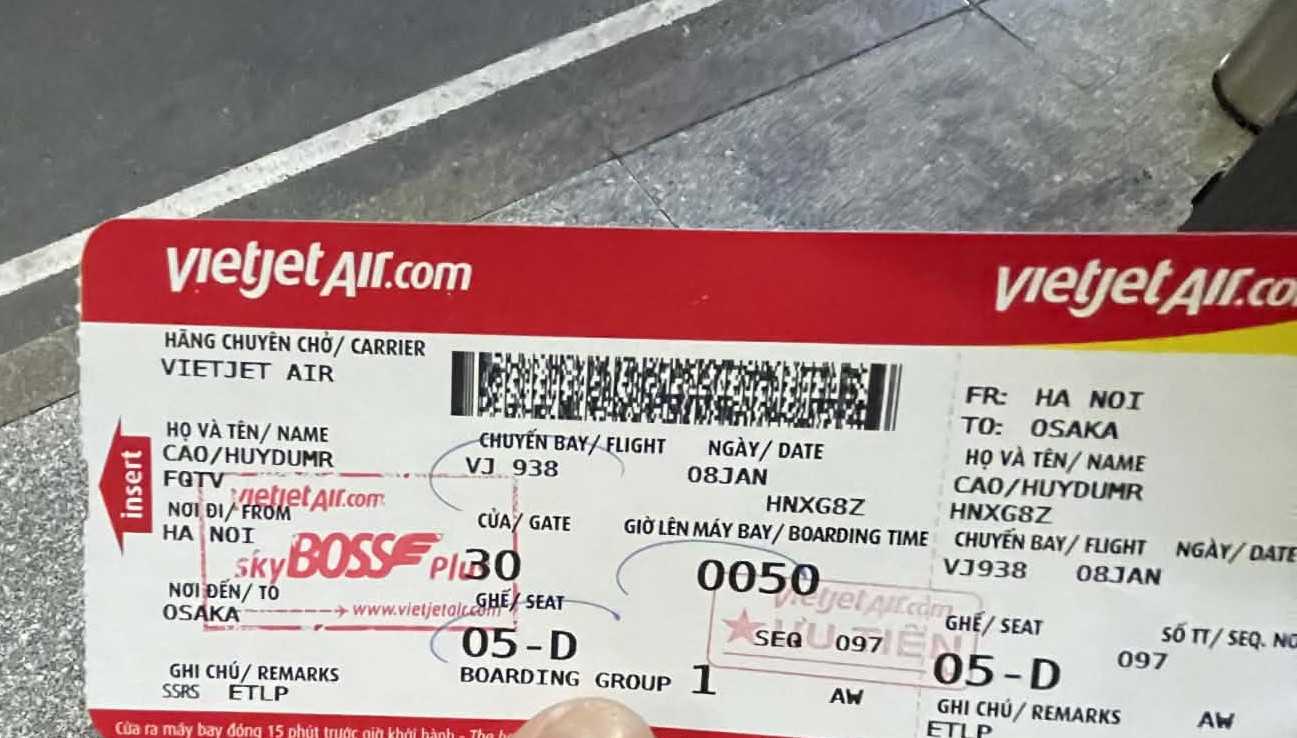 vietjetAir.com
vietjetAir.co
HÃNG CHUYÊN CHỞ/ CARRIER
VIETJET AIR
HỌ VÀ TÊN/ NAME
CAO/HUYDUMR
FQTV
NƠI ĐI/ FROM
HA NOI
NƠI ĐẾN/ TO
OSAKA
GHI CHÚ/ REMARKS
SSRS ETLP
insert
vietjetAir.com
skyBOSS Plu
www.vietjetair.com
CHUYẾN BAY/ FLIGHT
VJ 938
NGÀY/ DATE
08JAN
HNXG8Z
CỬA/ GATE
30
GIỜ LÊN MÁY BAY/ BOARDING TIME
0050
GHẾ/ SEAT
05-D
BOARDING GROUP 1
vietjetAir.com
ƯU TIÊN
SEQ 097
AW
FR: HA NOI
TO: OSAKA
HỌ VÀ TÊN/ NAME
CAO/HUYDUMR
HNXG8Z
CHUYẾN BAY/ FLIGHT NGÀY/ DATE
VJ938 08JAN
GHẾ/ SEAT SỐ TT/ SEQ. NO
05-D 097
GHI CHÚ/ REMARKS AW
ETLP
Cửa ra máy bay đóng 15 phút trước giờ khởi hành - The